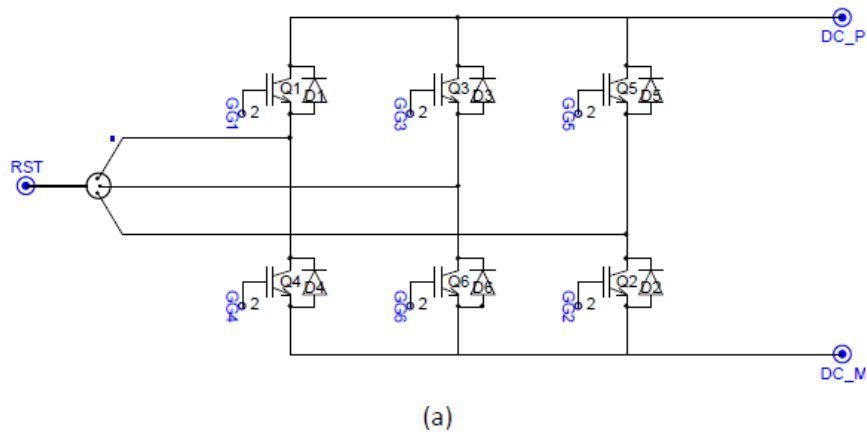 DC_P
Q1
D1
GG1
2
Q3
D3
GG3
2
Q5
D5
GG5
2
RST
Q4
D4
GG4
2
Q6
D6
GG6
2
Q2
D2
GG2
2
DC_M
(a)